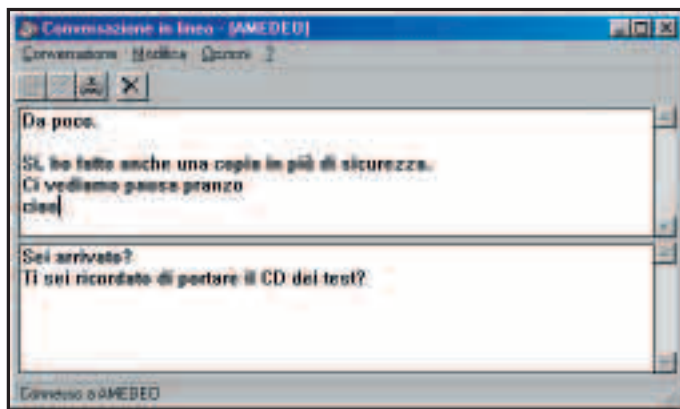 Conversazione in linea - [AMEDEO]
Conversazione Modifica Opzioni ?
Da poco.
Sì, ho fatto anche una copia in più di sicurezza.
Ci vediamo pausa pranzo
ciao
Sei arrivato?
Ti sei ricordato di portare il CD dei test?
Connesso a AMEDEO